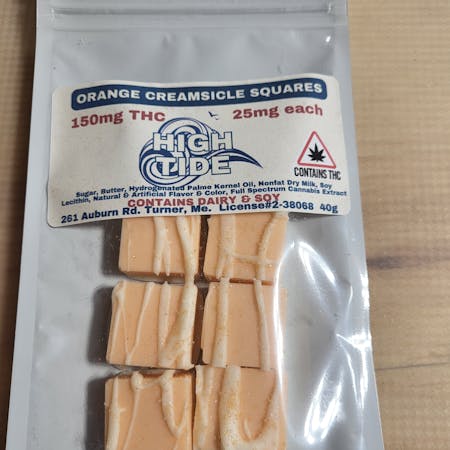 ORANGE CREAMSICLE SQUARES
150mg THC 25mg each
HIGH
TIDE
CONTAINS THC
Sugar, Butter, Hydrogenated Palme Kernel Oil, Nonfat Dry Milk, Soy
Lecithin, Natural & Artificial Flavor & Color, Full Spectrum Cannabis Extract
CONTAINS DAIRY & SOY
261 Auburn Rd. Turner, Me. License#2-38068 40g